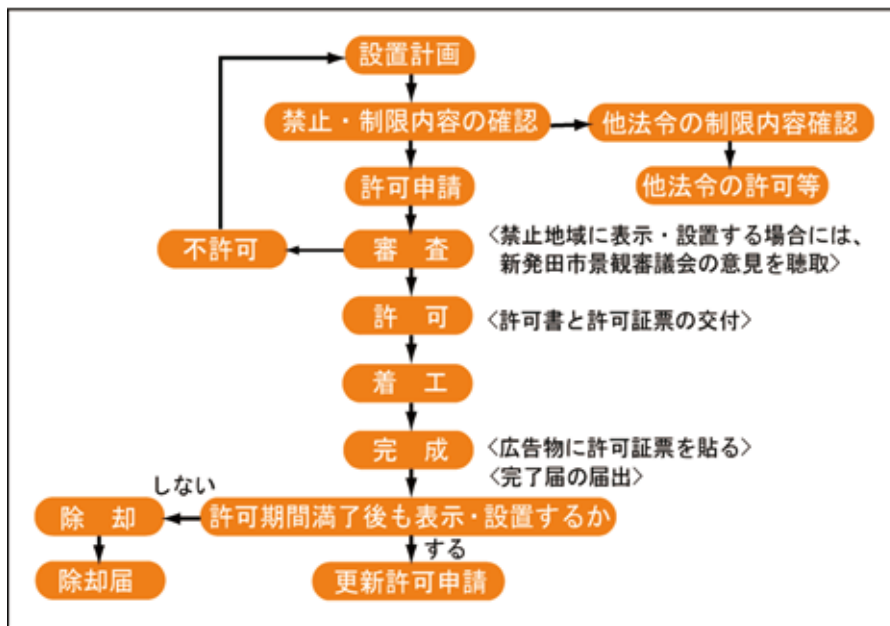 設置計画
禁止・制限内容の確認
他法令の制限内容確認
許可申請
他法令の許可等
不許可
審　査
〈禁止地域に表示・設置する場合には、
新発田市景観審議会の意見を聴取〉
許　可
〈許可書と許可証票の交付〉
着　工
完　成
〈広告物に許可証票を貼る〉
〈完了届の届出〉
しない
除　却
許可期間満了後も表示・設置するか
する
除却届
更新許可申請